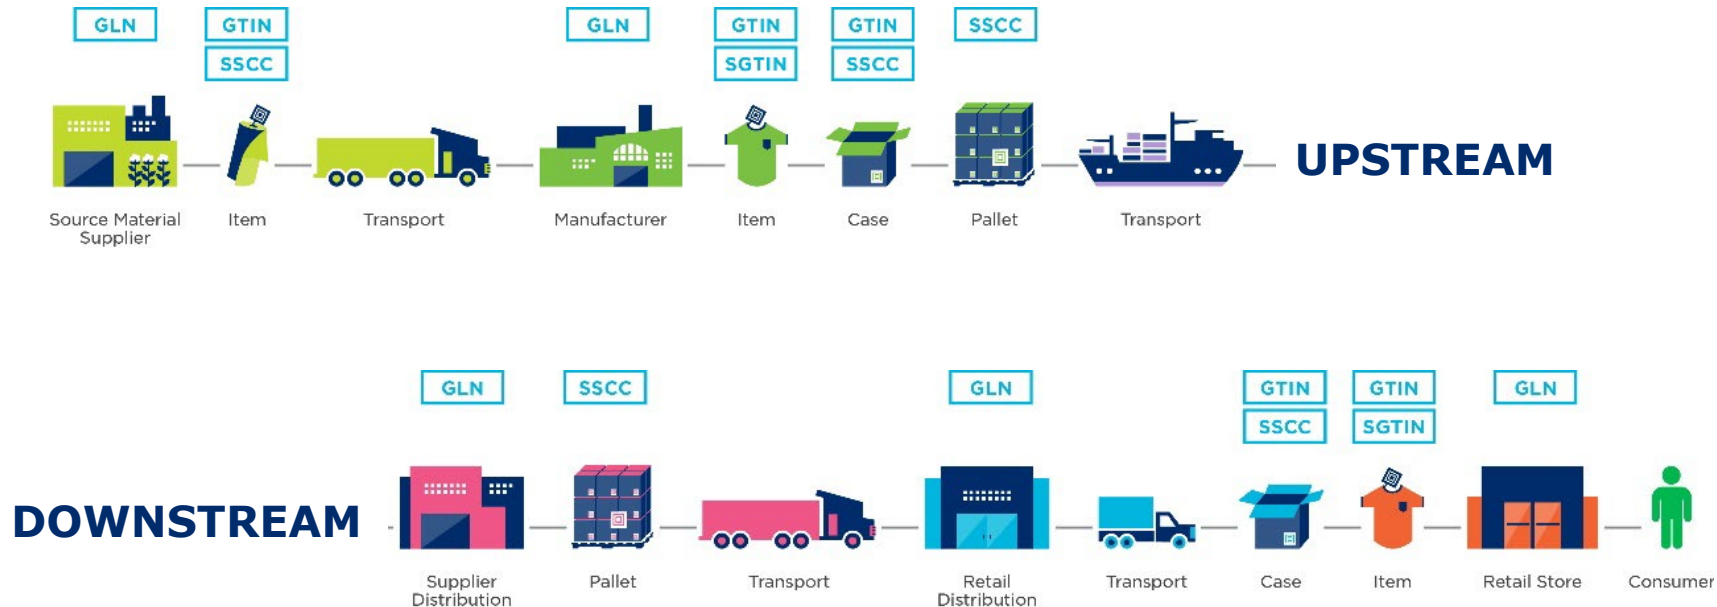 GLN
GTIN
SSCC
GLN
GTIN
SGTIN
GTIN
SSCC
SSCC
UPSTREAM
Source Material
Supplier
Item
Transport
Manufacturer
Item
Case
Pallet
Transport
GLN
SSCC
GLN
GTIN
SSCC
GTIN
SGTIN
GLN
DOWNSTREAM
Supplier
Distribution
Pallet
Transport
Retail
Distribution
Transport
Case
Item
Retail Store
Consumer